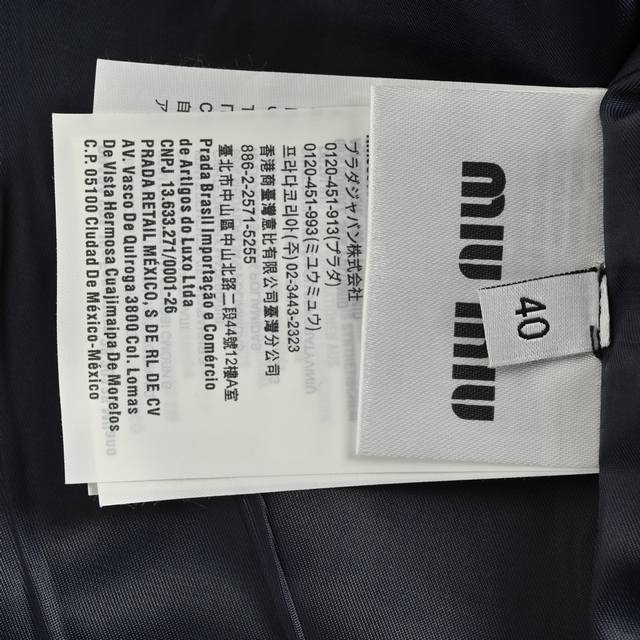 miu miu
40
プラダジャパン株式会社
0120-451-913(プラダ)
0120-451-993(ミュウミュウ)
프라다코리아(주)02-3443-2323
香港商臺灣意比有限公司臺灣分公司
886-2-2571-5255
臺北市中山區中山北路二段44號12樓A室
Prada Brasil Importação e Comércio
de Artigos do Luxo Ltda
CNPJ 13.633.271/0001-26
PRADA RETAIL MEXICO, S DE RL DE CV
AV. Vasco De Quiroga 3800 Col. Lomas
De Vista Hermosa Cuajimaipa De Morelos
C.P. 05100 Ciudad De México-México